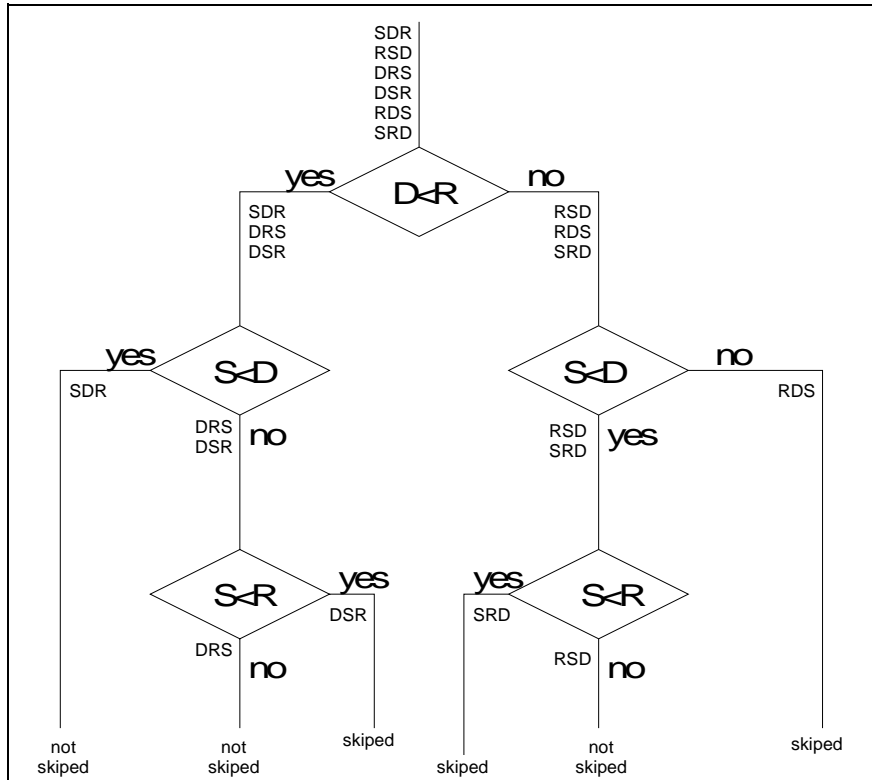 SDR
RSD
DRS
DSR
RDS
SRD
yes
D<R
no
SDR
DRS
DSR
RSD
RDS
SRD
yes
S<D
S<D
no
SDR
RDS
DRS
DSR
no
RSD
SRD
yes
S<R
yes
yes
S<R
DSR
SRD
DRS
no
RSD
no
not
skiped
not
skiped
skiped
skiped
not
skiped
skiped